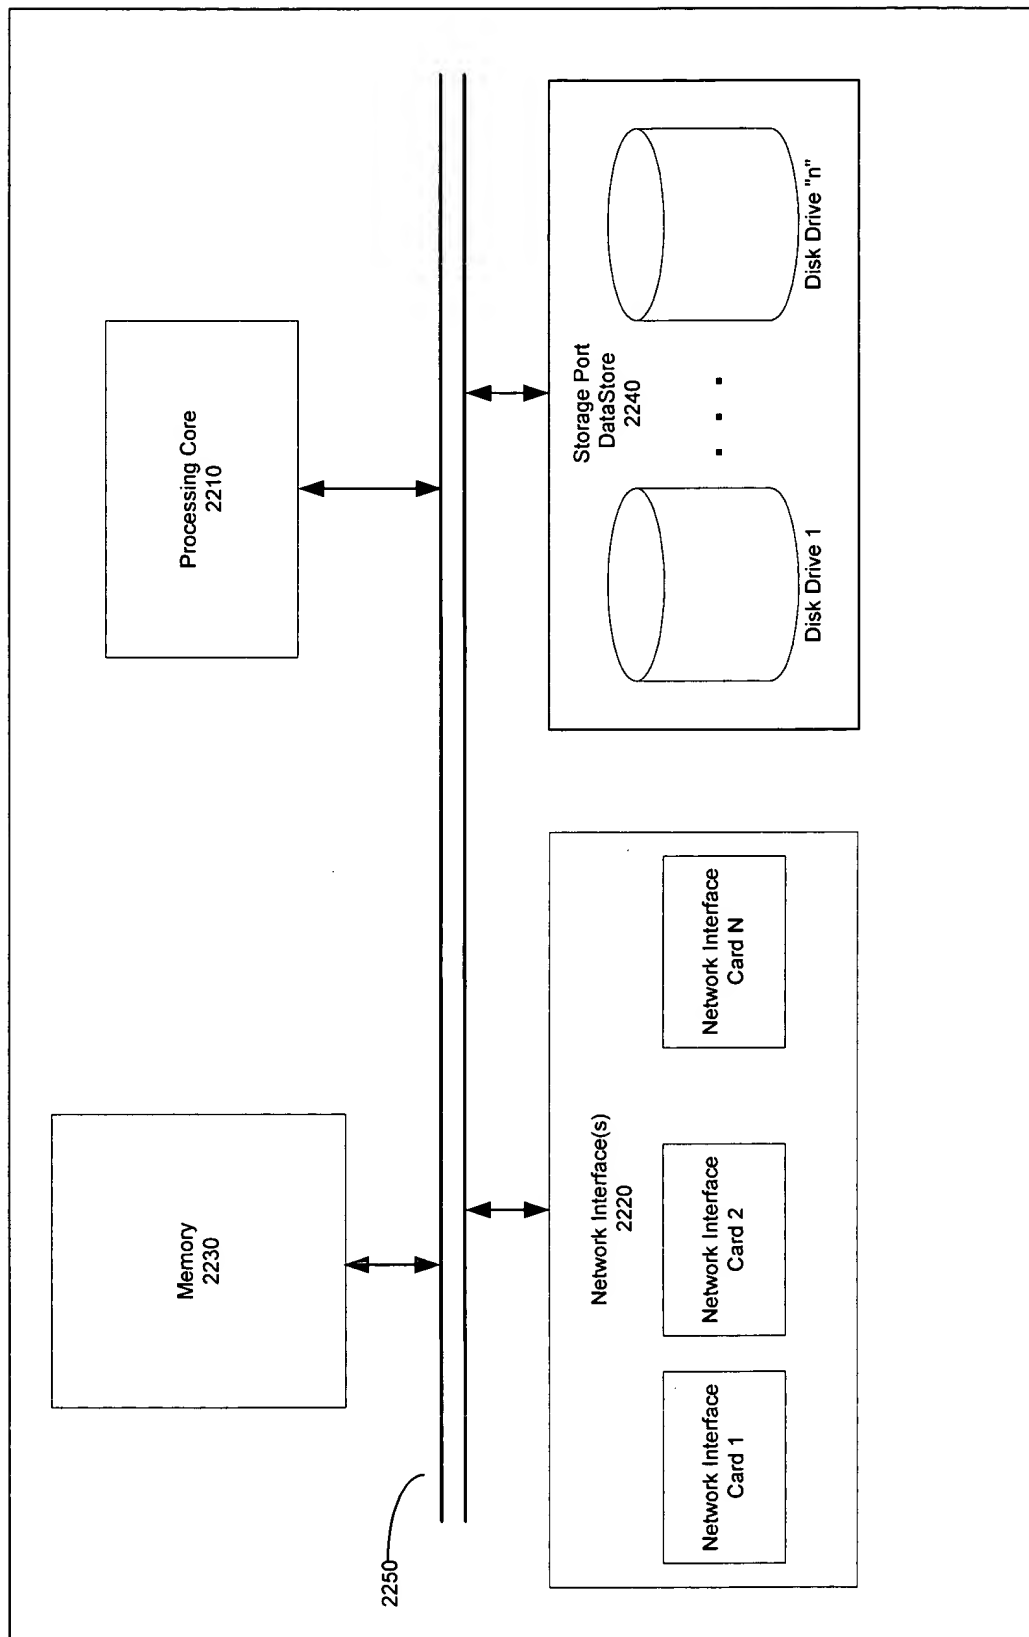 Memory
2230
Processing Core
2210
2250
Network Interface(s)
2220
Network Interface
Card 1
Network Interface
Card 2
Network Interface
Card N
Storage Port
DataStore
2240
Disk Drive 1
Disk Drive "n"